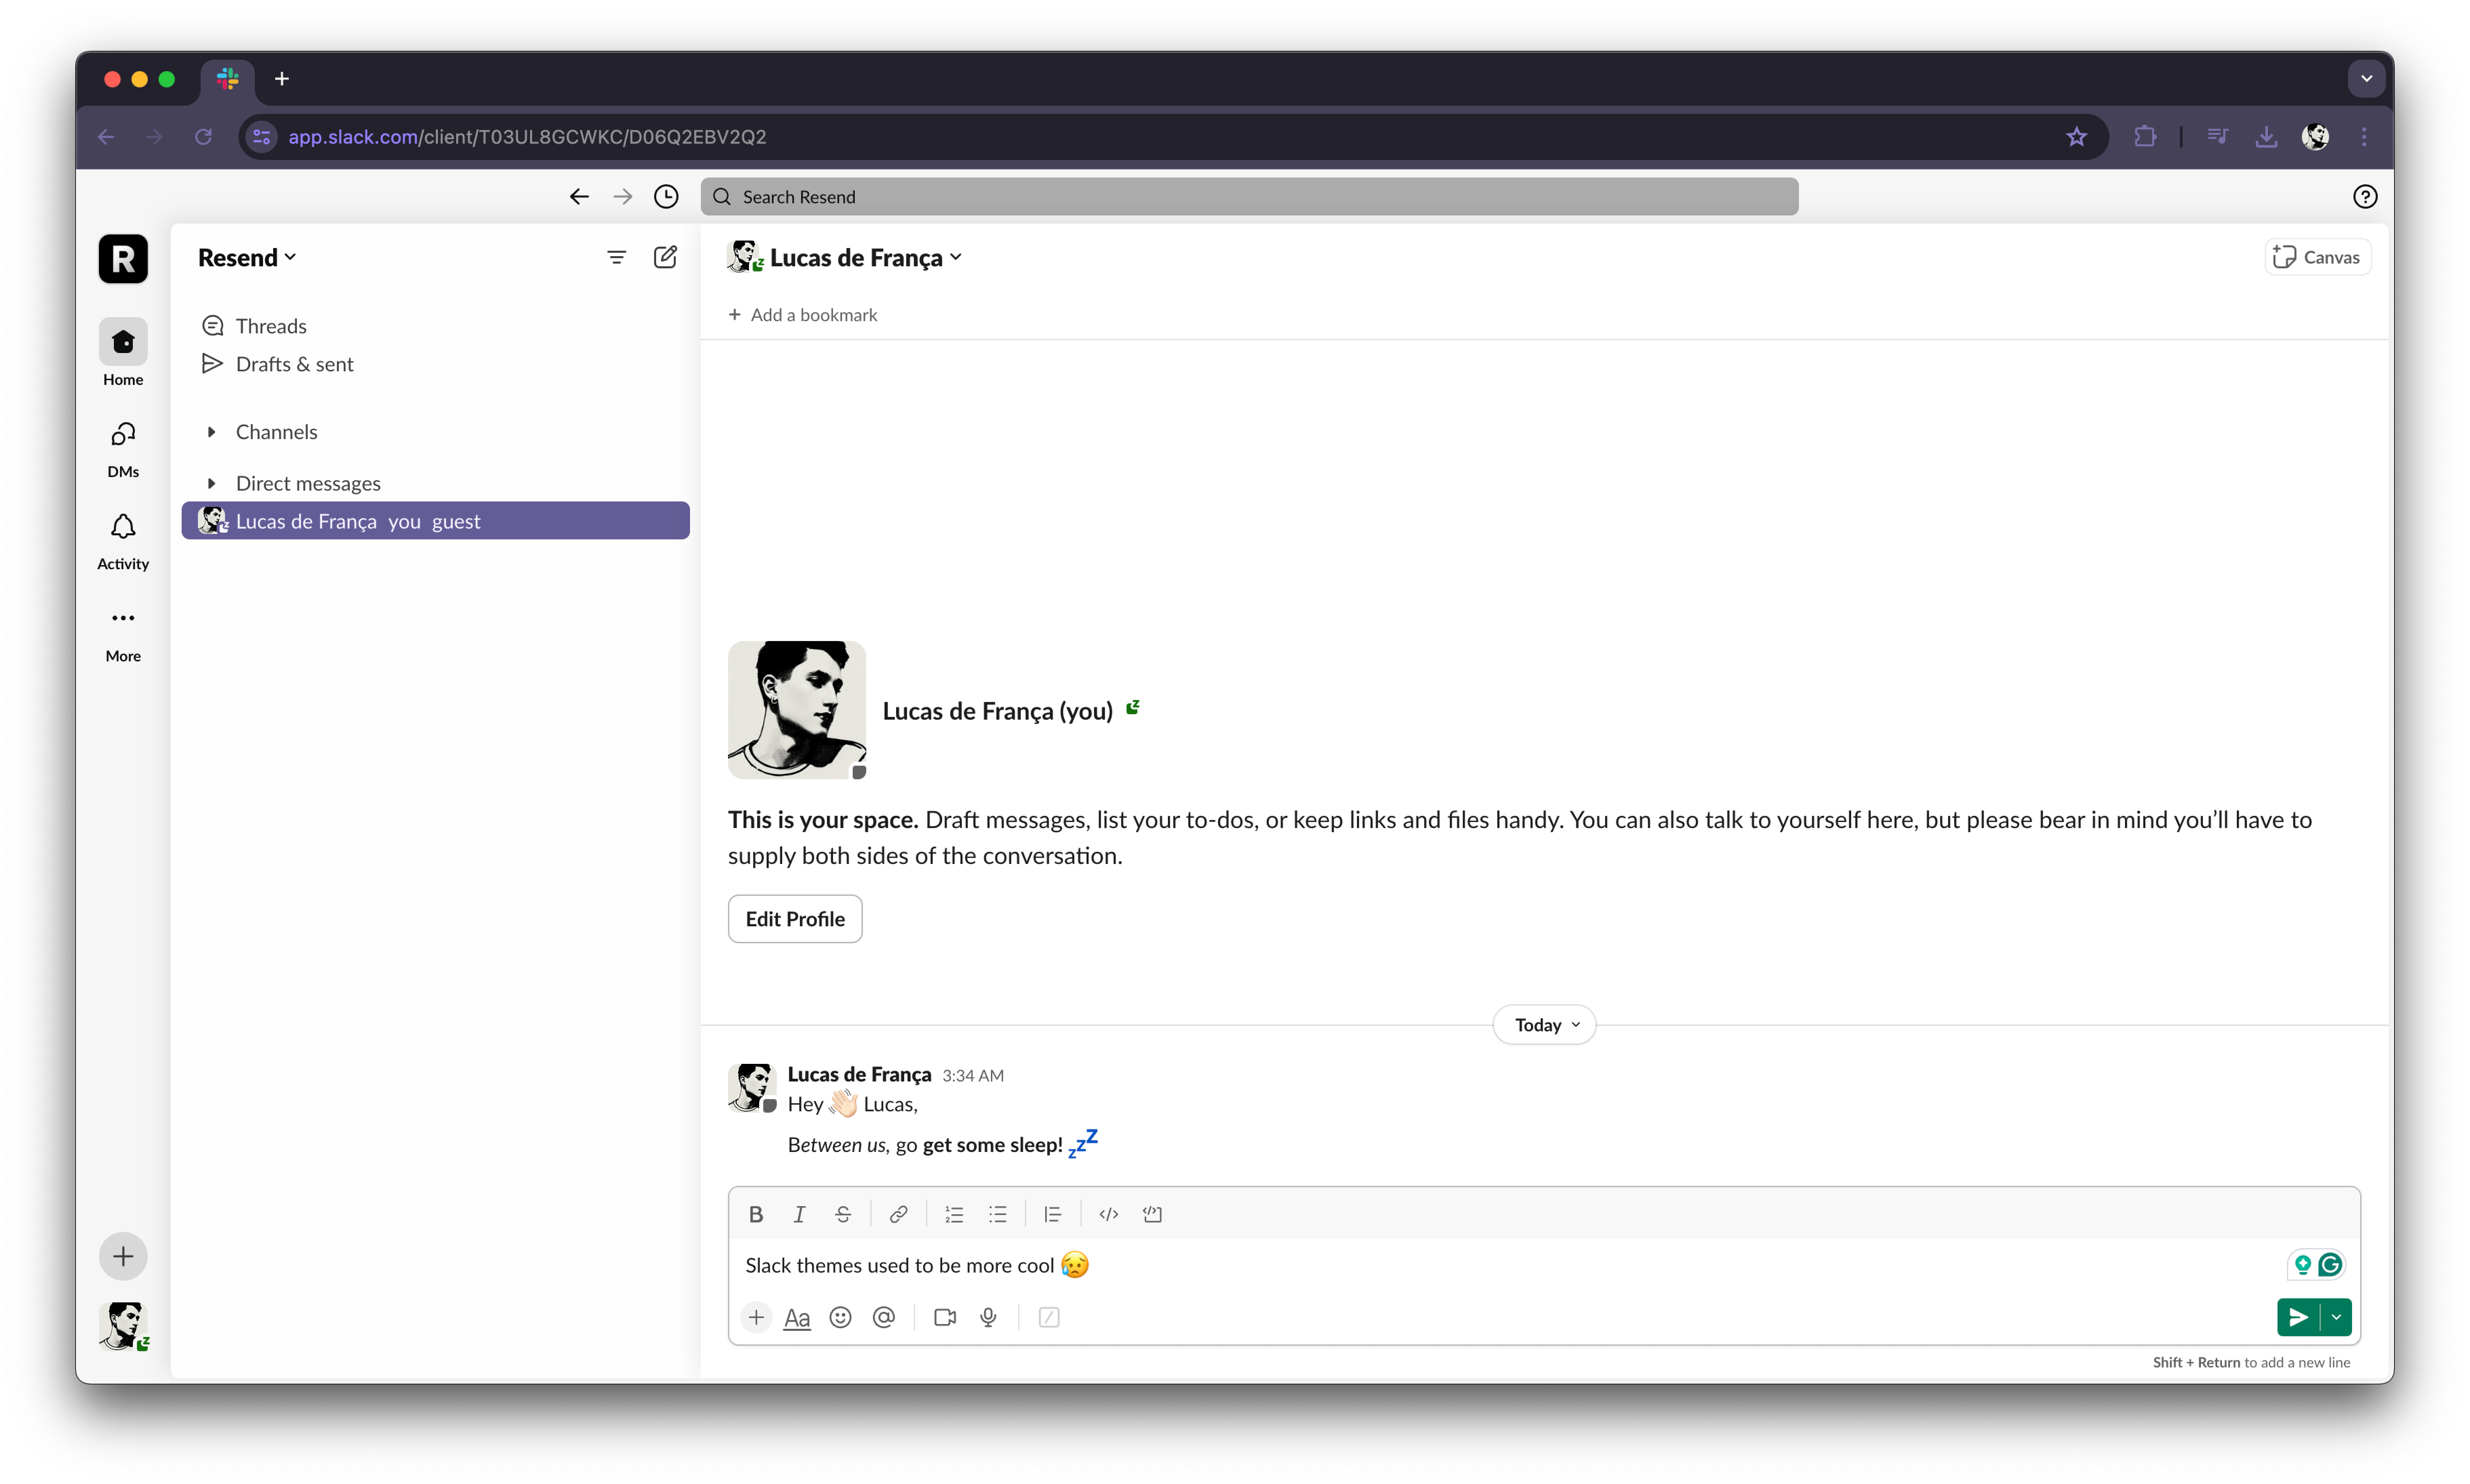 app.slack.com/client/T03UL8GCWKC/D06Q2EBV2Q2
Search Resend
R
Home
DMs
Activity
More
Resend
Threads
Drafts & sent
Channels
Direct messages
Lucas de França you guest
Lucas de França
Canvas
+ Add a bookmark
Lucas de França (you)
This is your space. Draft messages, list your to-dos, or keep links and files handy. You can also talk to yourself here, but please bear in mind you’ll have to
supply both sides of the conversation.
Edit Profile
Today
Lucas de França 3:34 AM
Hey 👋🏻 Lucas,
Between us, go get some sleep! 💤
Slack themes used to be more cool 😥
Aa
Shift + Return to add a new line